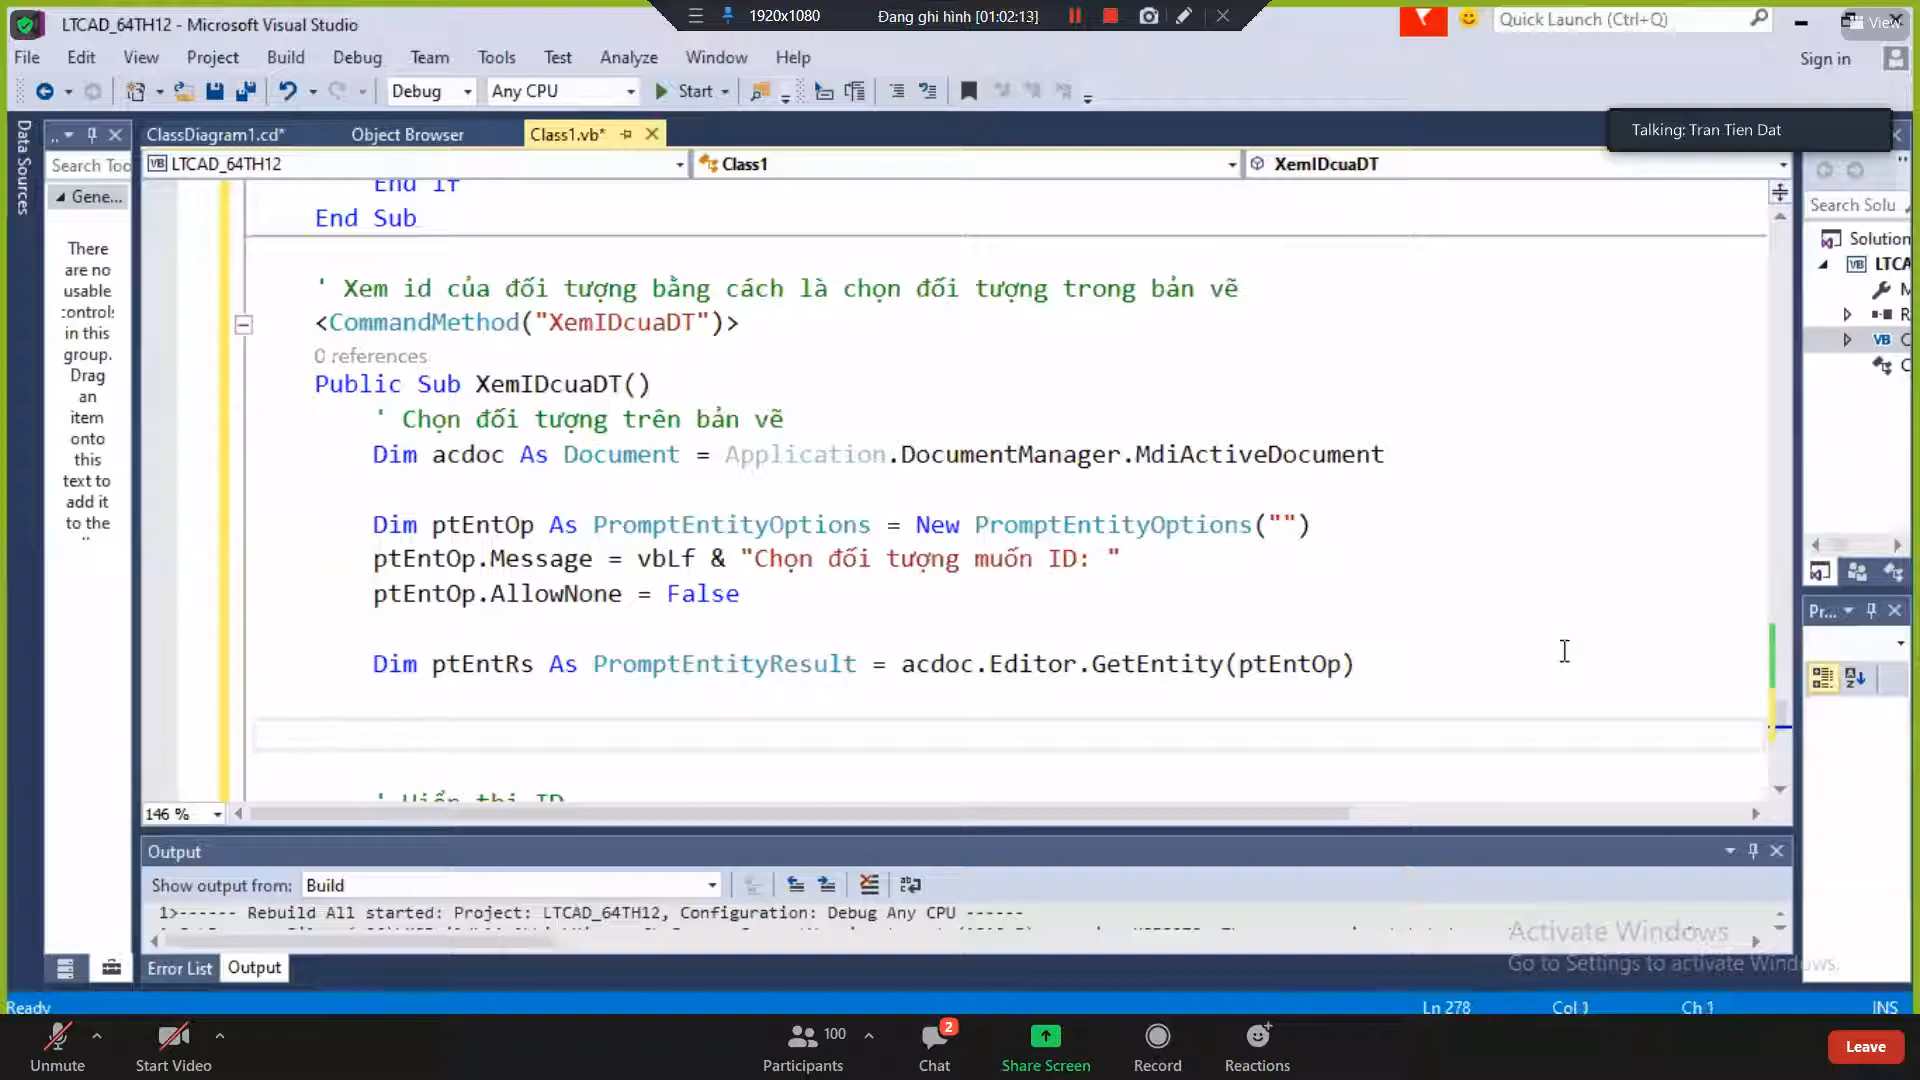 LTCAD_64TH12 - Microsoft Visual Studio
1920x1080
Đang ghi hình [01:02:13]
Quick Launch (Ctrl+Q)
View
File Edit View Project Build Debug Team Tools Test Analyze Window Help
Sign in
Debug
Any CPU
Start
Talking: Tran Tien Dat
Data Sources
ClassDiagram1.cd*
Object Browser
Class1.vb*
Search Too
LTCAD_64TH12
Class1
XemIDcuaDT
Gene...
There
are no
usable
controls
in this
group.
Drag
an
item
onto
this
text to
add it
to the
End If
End Sub
' Xem id của đối tượng bằng cách là chọn đối tượng trong bản vẽ
<CommandMethod("XemIDcuaDT")>
0 references
Public Sub XemIDcuaDT()
' Chọn đối tượng trên bản vẽ
Dim acdoc As Document = Application.DocumentManager.MdiActiveDocument
Dim ptEntOp As PromptEntityOptions = New PromptEntityOptions("")
ptEntOp.Message = vbLf & "Chọn đối tượng muốn ID: "
ptEntOp.AllowNone = False
Dim ptEntRs As PromptEntityResult = acdoc.Editor.GetEntity(ptEntOp)
' Hiển thị ID
146 %
Search Solu
Solution
LTCA
Pr...
Output
Show output from: Build
1>------ Rebuild All started: Project: LTCAD_64TH12, Configuration: Debug Any CPU ------
Error List
Output
Activate Windows
Go to Settings to activate Windows.
Ready
Ln 278
Col 1
Ch 1
INS
Unmute
Start Video
100
Participants
2
Chat
Share Screen
Record
Reactions
Leave